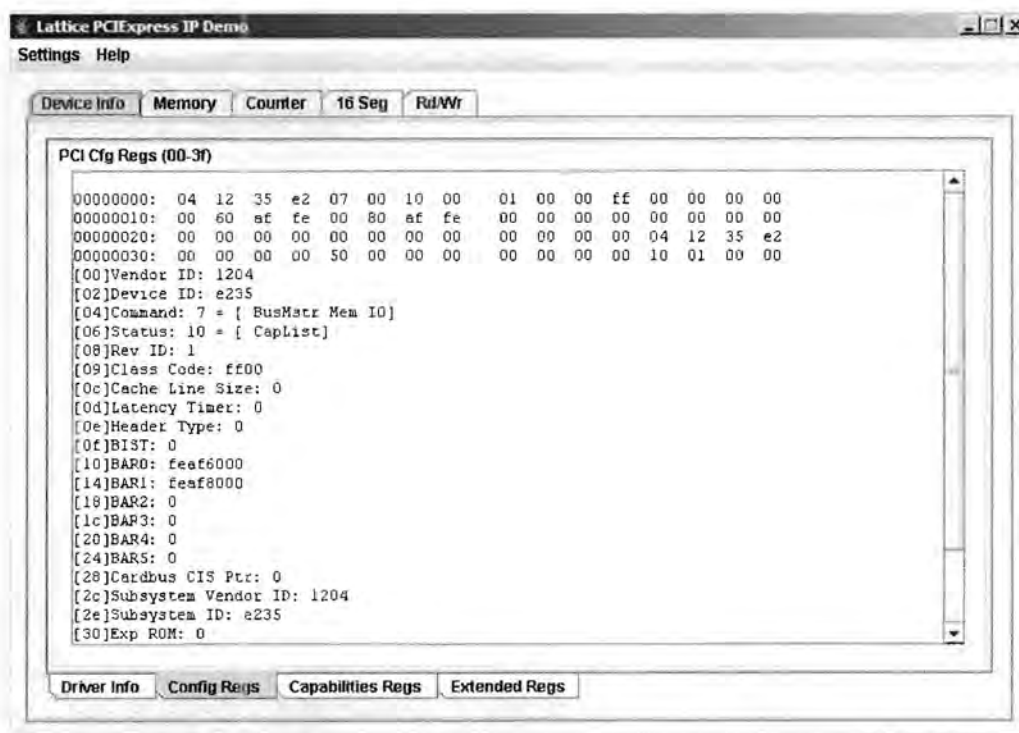 Lattice PCIExpress IP Demo
Settings Help
Device Info Memory Counter 16 Seg Rd/Wr
PCI Cfg Regs (00-3f)
00000000: 04 12 35 e2 07 00 10 00 01 00 00 ff 00 00 00 00
00000010: 00 60 af fe 00 80 af fe 00 00 00 00 00 00 00 00
00000020: 00 00 00 00 00 00 00 00 00 00 00 00 04 12 35 e2
00000030: 00 00 00 00 50 00 00 00 00 00 00 00 10 01 00 00
[00]Vendor ID: 1204
[02]Device ID: e235
[04]Command: 7 = [ BusMstr Mem IO]
[06]Status: 10 = [ CapList]
[08]Rev ID: 1
[09]Class Code: ff00
[0c]Cache Line Size: 0
[0d]Latency Timer: 0
[0e]Header Type: 0
[0f]BIST: 0
[10]BAR0: feaf6000
[14]BAR1: feaf8000
[18]BAR2: 0
[1c]BAR3: 0
[20]BAR4: 0
[24]BAR5: 0
[28]Cardbus CIS Ptr: 0
[2c]Subsystem Vendor ID: 1204
[2e]Subsystem ID: e235
[30]Exp ROM: 0
Driver Info Config Regs Capabilities Regs Extended Regs